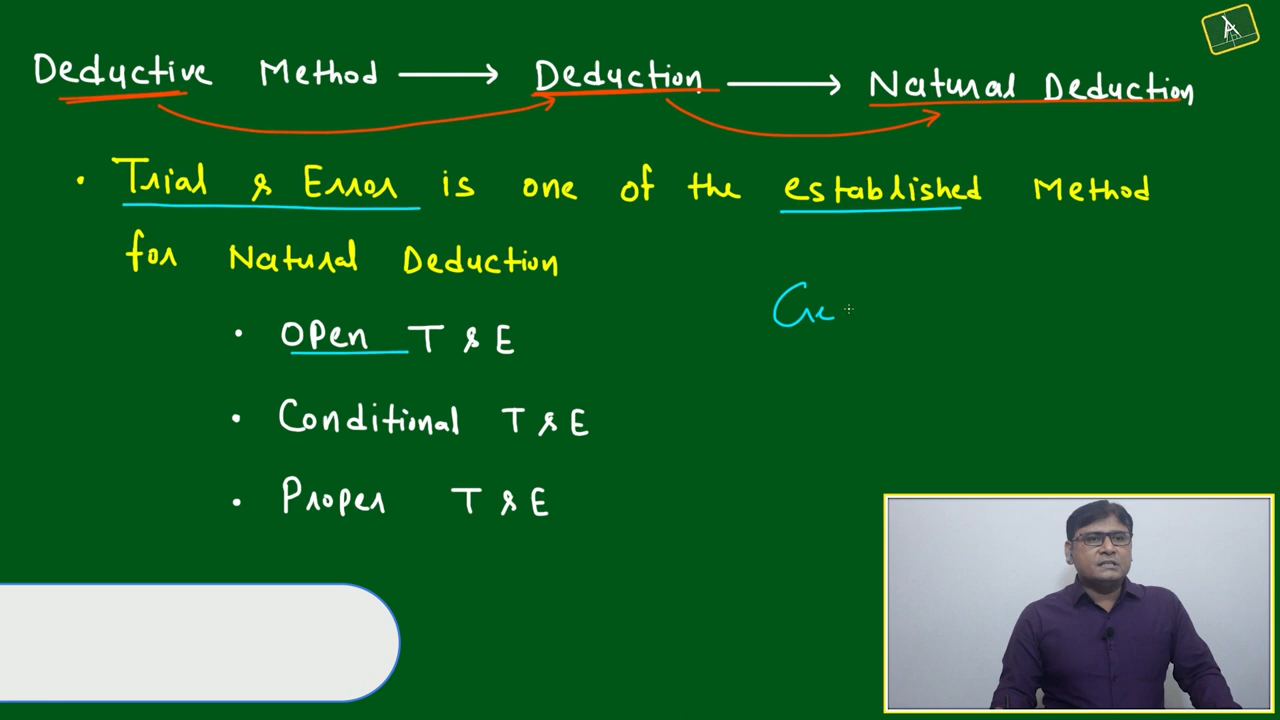 Deductive Method → Deduction → Natural Deduction
• Trial & Error is one of the established Method
for Natural Deduction
• Open T & E
Ge
• Conditional T & E
• Proper T & E